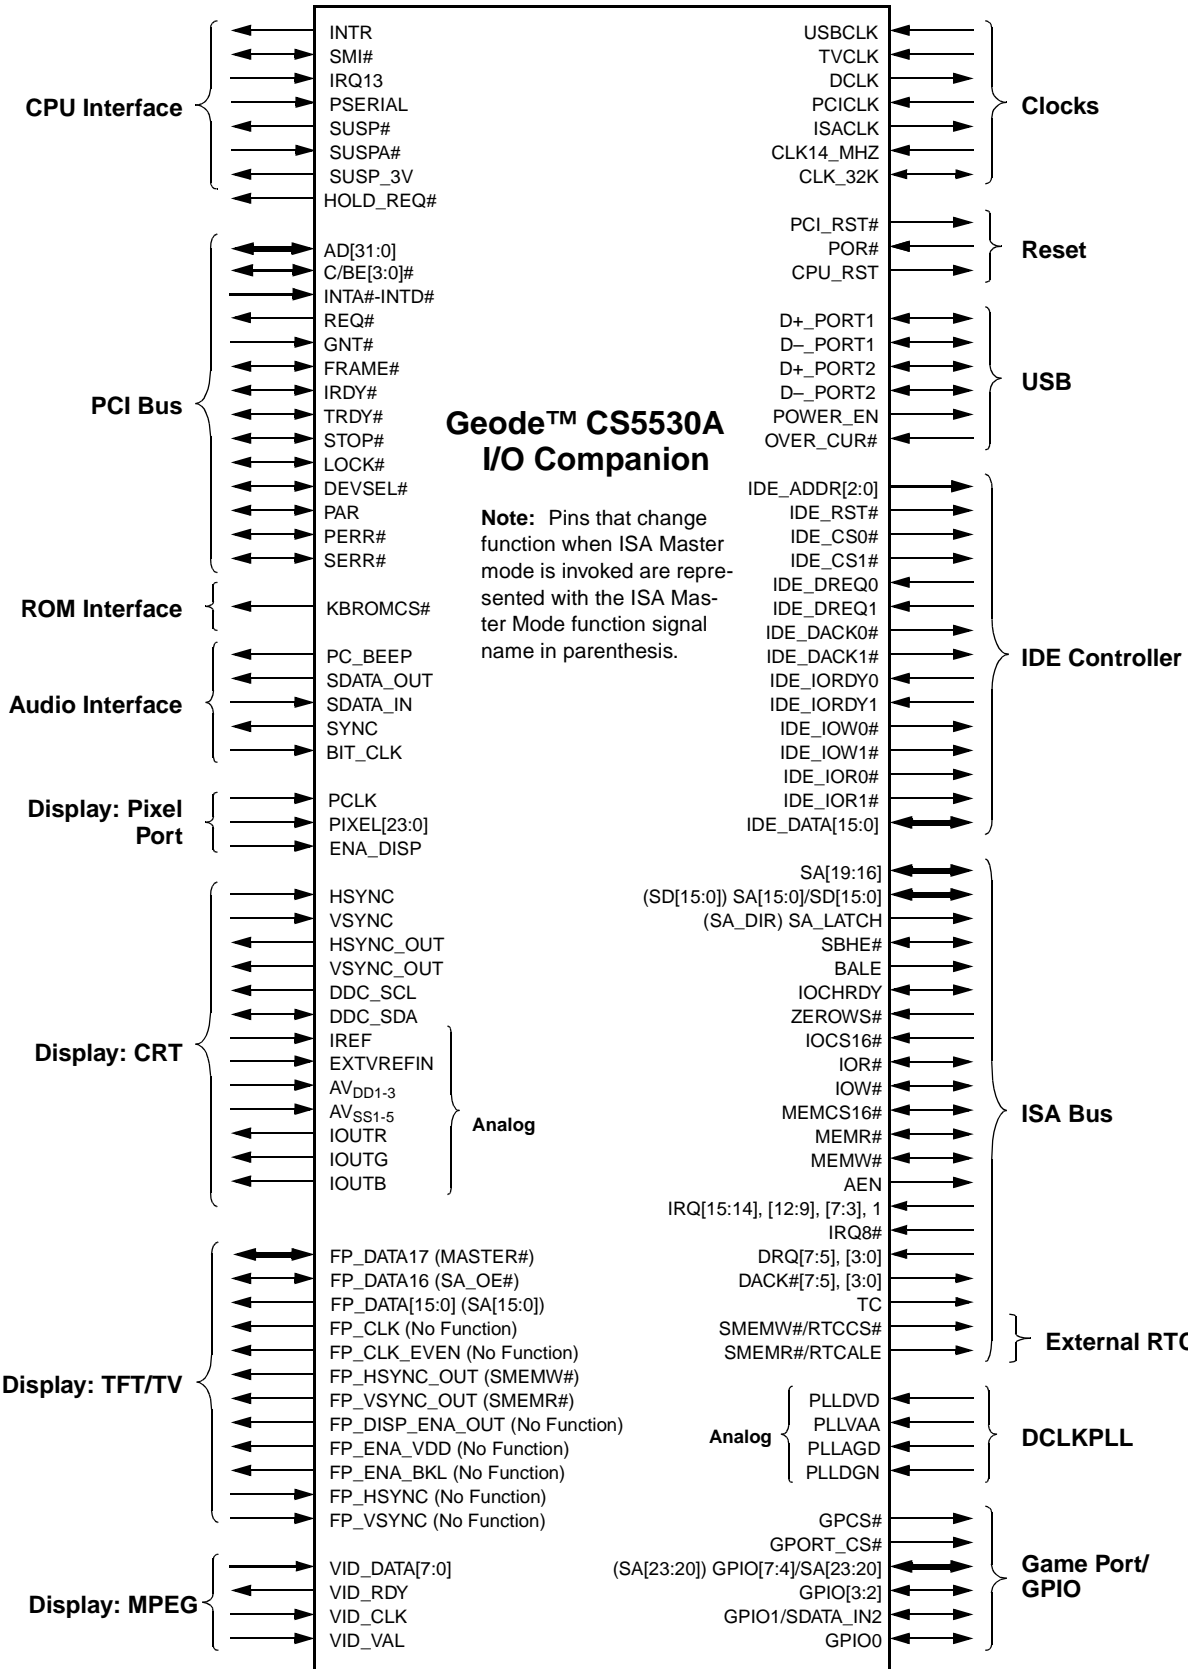 CPU Interface
INTR
SMI#
IRQ13
PSERIAL
SUSP#
SUSPA#
SUSP_3V
HOLD_REQ#
PCI Bus
AD[31:0]
C/BE[3:0]#
INTA#-INTD#
REQ#
GNT#
FRAME#
IRDY#
TRDY#
STOP#
LOCK#
DEVSEL#
PAR
PERR#
SERR#
ROM Interface
KBROMCS#
Audio Interface
PC_BEEP
SDATA_OUT
SDATA_IN
SYNC
BIT_CLK
Display: Pixel
Port
PCLK
PIXEL[23:0]
ENA_DISP
Display: CRT
HSYNC
VSYNC
HSYNC_OUT
VSYNC_OUT
DDC_SCL
DDC_SDA
IREF
EXTVREFIN
AVDD1-3
AVSS1-5
IOUTR
IOUTG
IOUTB
Analog
Display: TFT/TV
FP_DATA17 (MASTER#)
FP_DATA16 (SA_OE#)
FP_DATA[15:0] (SA[15:0])
FP_CLK (No Function)
FP_CLK_EVEN (No Function)
FP_HSYNC_OUT (SMEMW#)
FP_VSYNC_OUT (SMEMR#)
FP_DISP_ENA_OUT (No Function)
FP_ENA_VDD (No Function)
FP_ENA_BKL (No Function)
FP_HSYNC (No Function)
FP_VSYNC (No Function)
Display: MPEG
VID_DATA[7:0]
VID_RDY
VID_CLK
VID_VAL
Geode™ CS5530A
I/O Companion
Note: Pins that change
function when ISA Master
mode is invoked are repre-
sented with the ISA Mas-
ter Mode function signal
name in parenthesis.
USBCLK
TVCLK
DCLK
PCICLK
ISACLK
CLK14_MHZ
CLK_32K
Clocks
PCI_RST#
POR#
CPU_RST
Reset
D+_PORT1
D–_PORT1
D+_PORT2
D–_PORT2
POWER_EN
OVER_CUR#
USB
IDE_ADDR[2:0]
IDE_RST#
IDE_CS0#
IDE_CS1#
IDE_DREQ0
IDE_DREQ1
IDE_DACK0#
IDE_DACK1#
IDE_IORDY0
IDE_IORDY1
IDE_IOW0#
IDE_IOW1#
IDE_IOR0#
IDE_IOR1#
IDE_DATA[15:0]
IDE Controller
SA[19:16]
(SD[15:0]) SA[15:0]/SD[15:0]
(SA_DIR) SA_LATCH
SBHE#
BALE
IOCHRDY
ZEROWS#
IOCS16#
IOR#
IOW#
MEMCS16#
MEMR#
MEMW#
AEN
IRQ[15:14], [12:9], [7:3], 1
IRQ8#
DRQ[7:5], [3:0]
DACK#[7:5], [3:0]
TC
SMEMW#/RTCCS#
SMEMR#/RTCALE
ISA Bus
External RTC
Analog
PLLDVD
PLLVAA
PLLAGD
PLLDGN
DCLKPLL
GPCS#
GPORT_CS#
(SA[23:20]) GPIO[7:4]/SA[23:20]
GPIO[3:2]
GPIO1/SDATA_IN2
GPIO0
Game Port/
GPIO